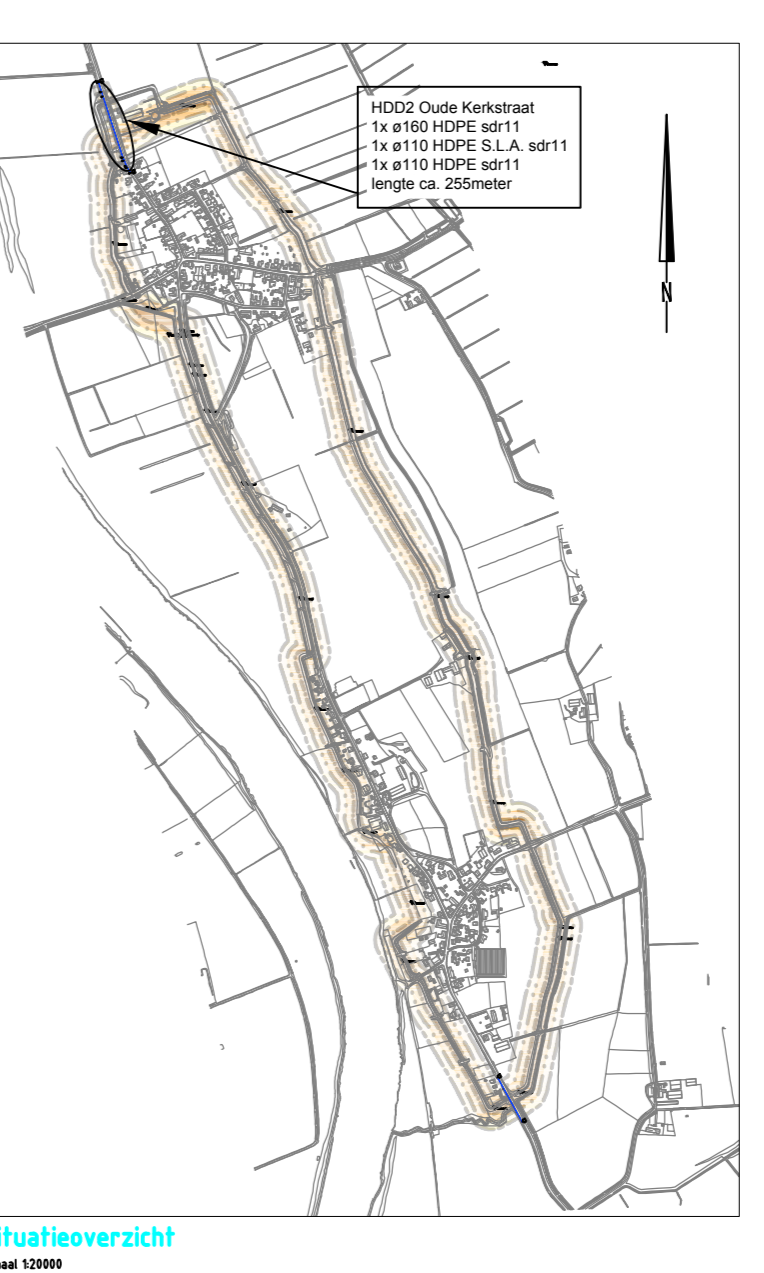 HDD2 Oude Kerkstraat
1x ø160 HDPE sdr11
1x ø110 HDPE S.L.A. sdr11
1x ø110 HDPE sdr11
lengte ca. 255meter
N
ituatieoverzicht
aal 1:20000